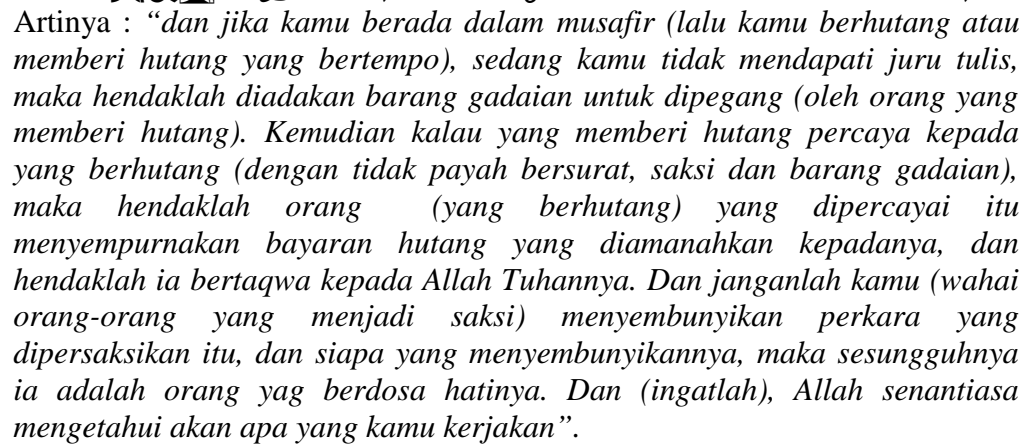 Artinya : “dan jika kamu berada dalam musafir (lalu kamu berhutang atau
memberi hutang yang bertempo), sedang kamu tidak mendapati juru tulis,
maka hendaklah diadakan barang gadaian untuk dipegang (oleh orang yang
memberi hutang). Kemudian kalau yang memberi hutang percaya kepada
yang berhutang (dengan tidak payah bersurat, saksi dan barang gadaian),
maka hendaklah orang (yang berhutang) yang dipercayai itu
menyempurnakan bayaran hutang yang diamanahkan kepadanya, dan
hendaklah ia bertaqwa kepada Allah Tuhannya. Dan janganlah kamu (wahai
orang-orang yang menjadi saksi) menyembunyikan perkara yang
dipersaksikan itu, dan siapa yang menyembunyikannya, maka sesungguhnya
ia adalah orang yag berdosa hatinya. Dan (ingatlah), Allah senantiasa
mengetahui akan apa yang kamu kerjakan”.